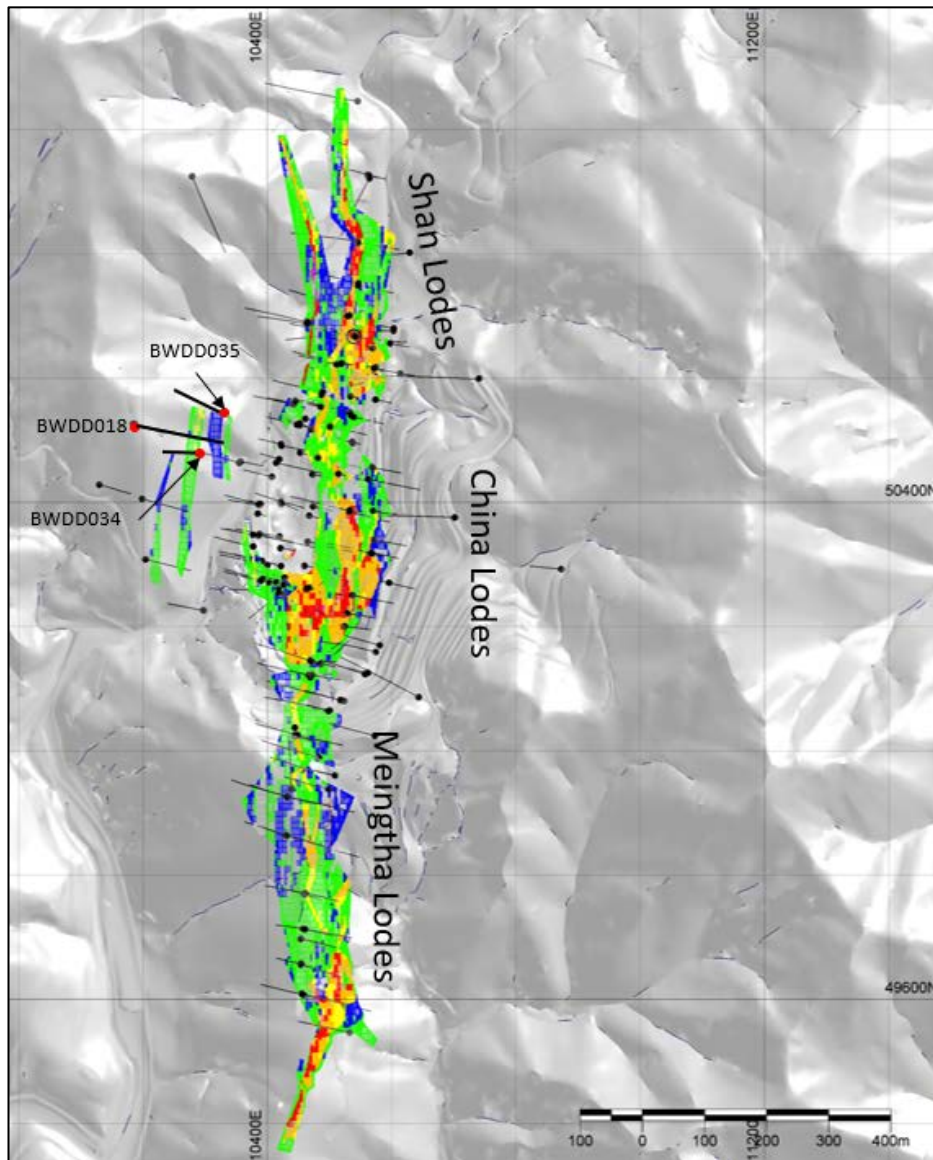 10400E
11200E
Shan Lodes
BWDD035
BWDD018
BWDD034
50400N
China Lodes
Meingtha Lodes
49600N
10400E
11200E
100 0 100 200 300 400m